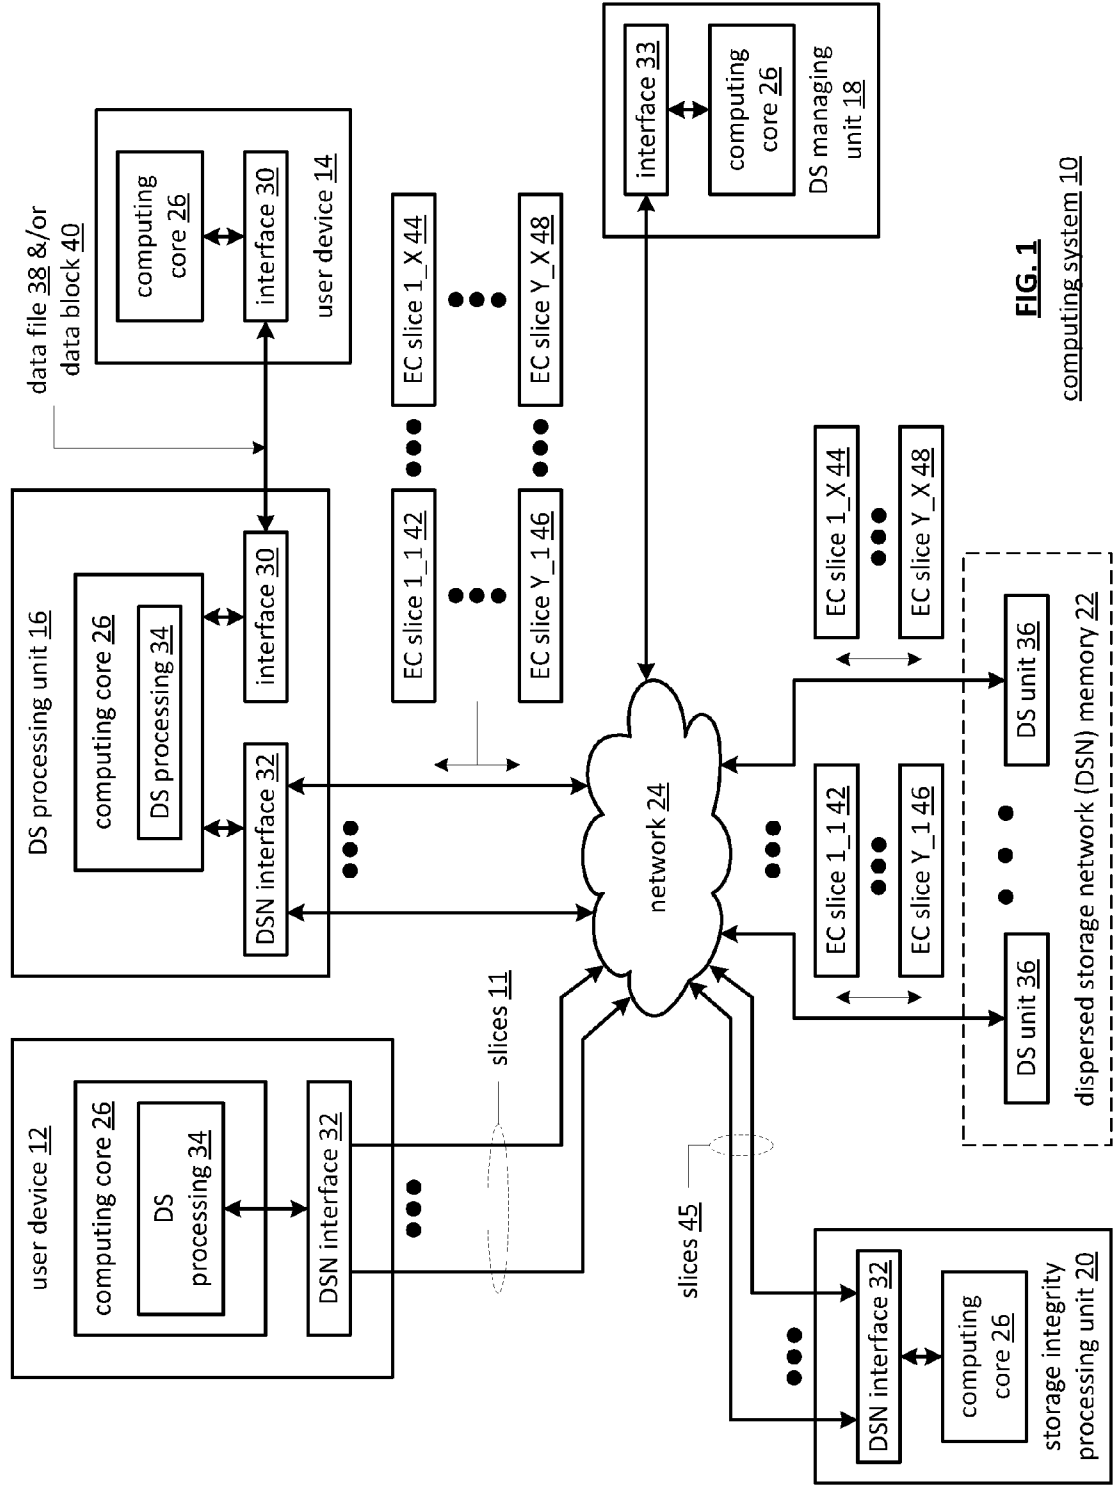 user device 12
computing core 26
DS
processing 34
DSN interface 32
slices 11
DS processing unit 16
computing core 26
DS processing 34
DSN interface 32
interface 30
data file 38 &/or
data block 40
computing
core 26
interface 30
user device 14
EC slice 1_1 42
EC slice 1_X 44
EC slice Y_1 46
EC slice Y_X 48
network 24
interface 33
computing
core 26
DS managing
unit 18
slices 45
DSN interface 32
computing
core 26
storage integrity
processing unit 20
EC slice 1_1 42
EC slice Y_1 46
EC slice 1_X 44
EC slice Y_X 48
DS unit 36
DS unit 36
dispersed storage network (DSN) memory 22
FIG. 1
computing system 10